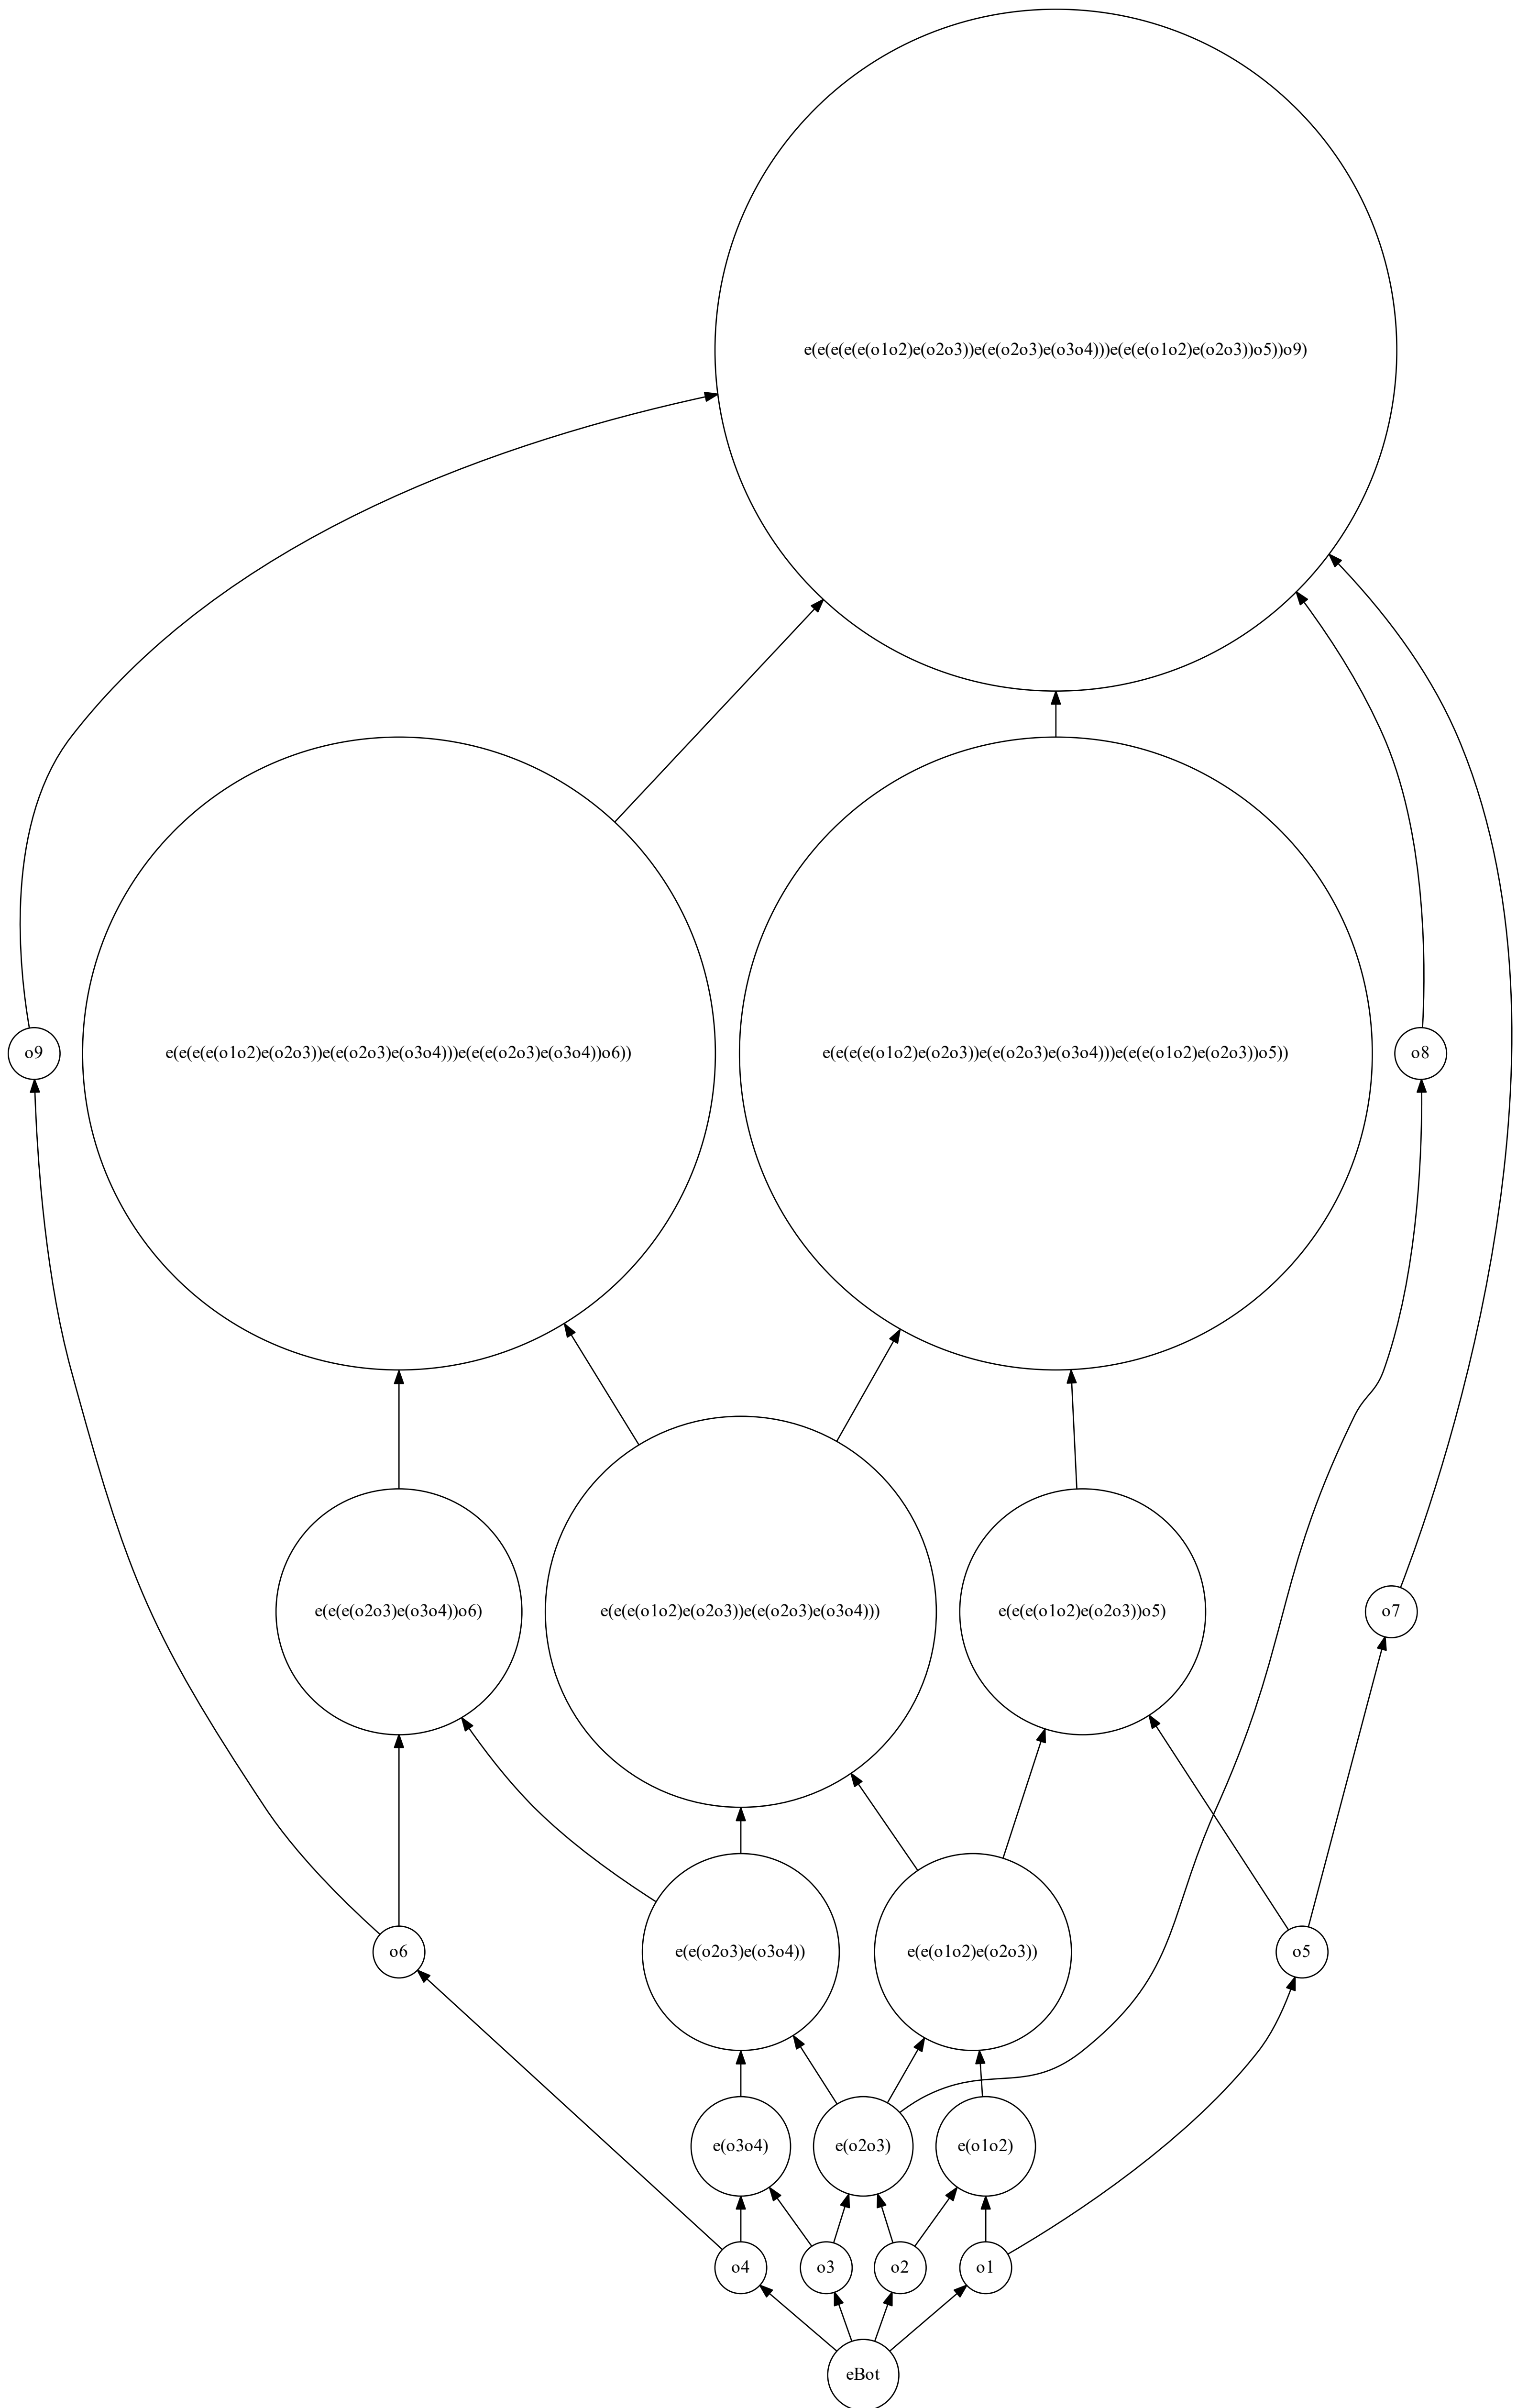 e(e(e(e(e(o1o2)e(o2o3))e(e(o2o3)e(o3o4)))e(e(e(o1o2)e(o2o3))o5))o9)
o9
e(e(e(e(o1o2)e(o2o3))e(e(o2o3)e(o3o4)))e(e(e(o2o3)e(o3o4))o6))
e(e(e(e(o1o2)e(o2o3))e(e(o2o3)e(o3o4)))e(e(e(o1o2)e(o2o3))o5))
o8
e(e(e(o2o3)e(o3o4))o6)
e(e(e(o1o2)e(o2o3))e(e(o2o3)e(o3o4)))
e(e(e(o1o2)e(o2o3))o5)
o7
o6
e(e(o2o3)e(o3o4))
e(e(o1o2)e(o2o3))
o5
e(o3o4)
e(o2o3)
e(o1o2)
o4
o3
o2
o1
eBot